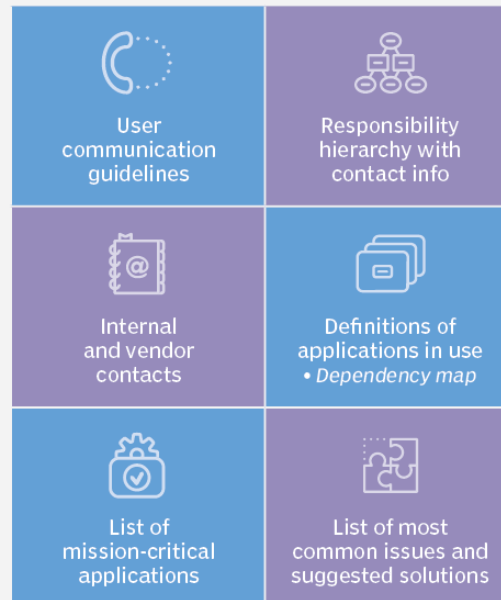 User
communication
guidelines
Responsibility
hierarchy with
contact info
@
Internal
and vendor
contacts
Definitions of
applications in use
• Dependency map
List of
mission-critical
applications
List of most
common issues and
suggested solutions